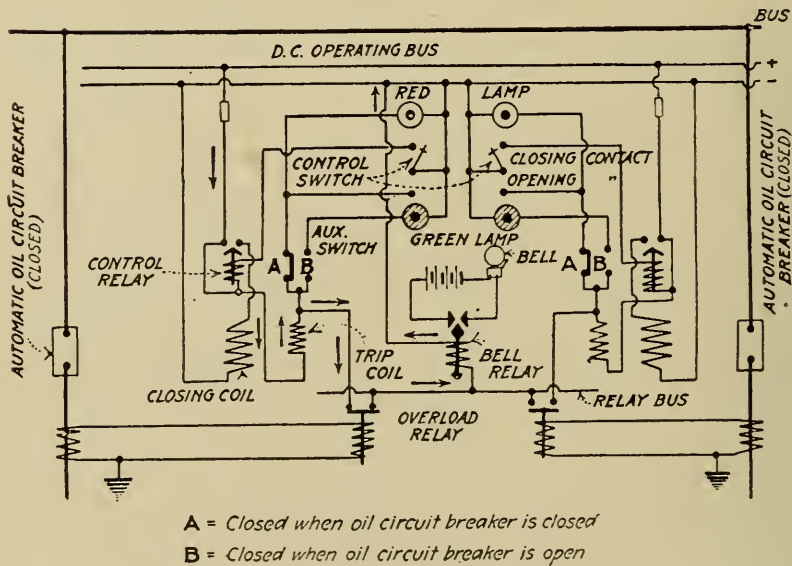 BUS
D.C. OPERATING BUS
+
-
RED
LAMP
CONTROL
SWITCH
CLOSING CONTACT
OPENING "
AUX.
SWITCH
GREEN LAMP
BELL
CONTROL
RELAY
A
B
A
B
AUTOMATIC OIL CIRCUIT BREAKER
(CLOSED)
AUTOMATIC OIL CIRCUIT
BREAKER (CLOSED)
TRIP
COIL
BELL
RELAY
CLOSING COIL
OVERLOAD
RELAY
RELAY BUS
A = Closed when oil circuit breaker is closed
B = Closed when oil circuit breaker is open